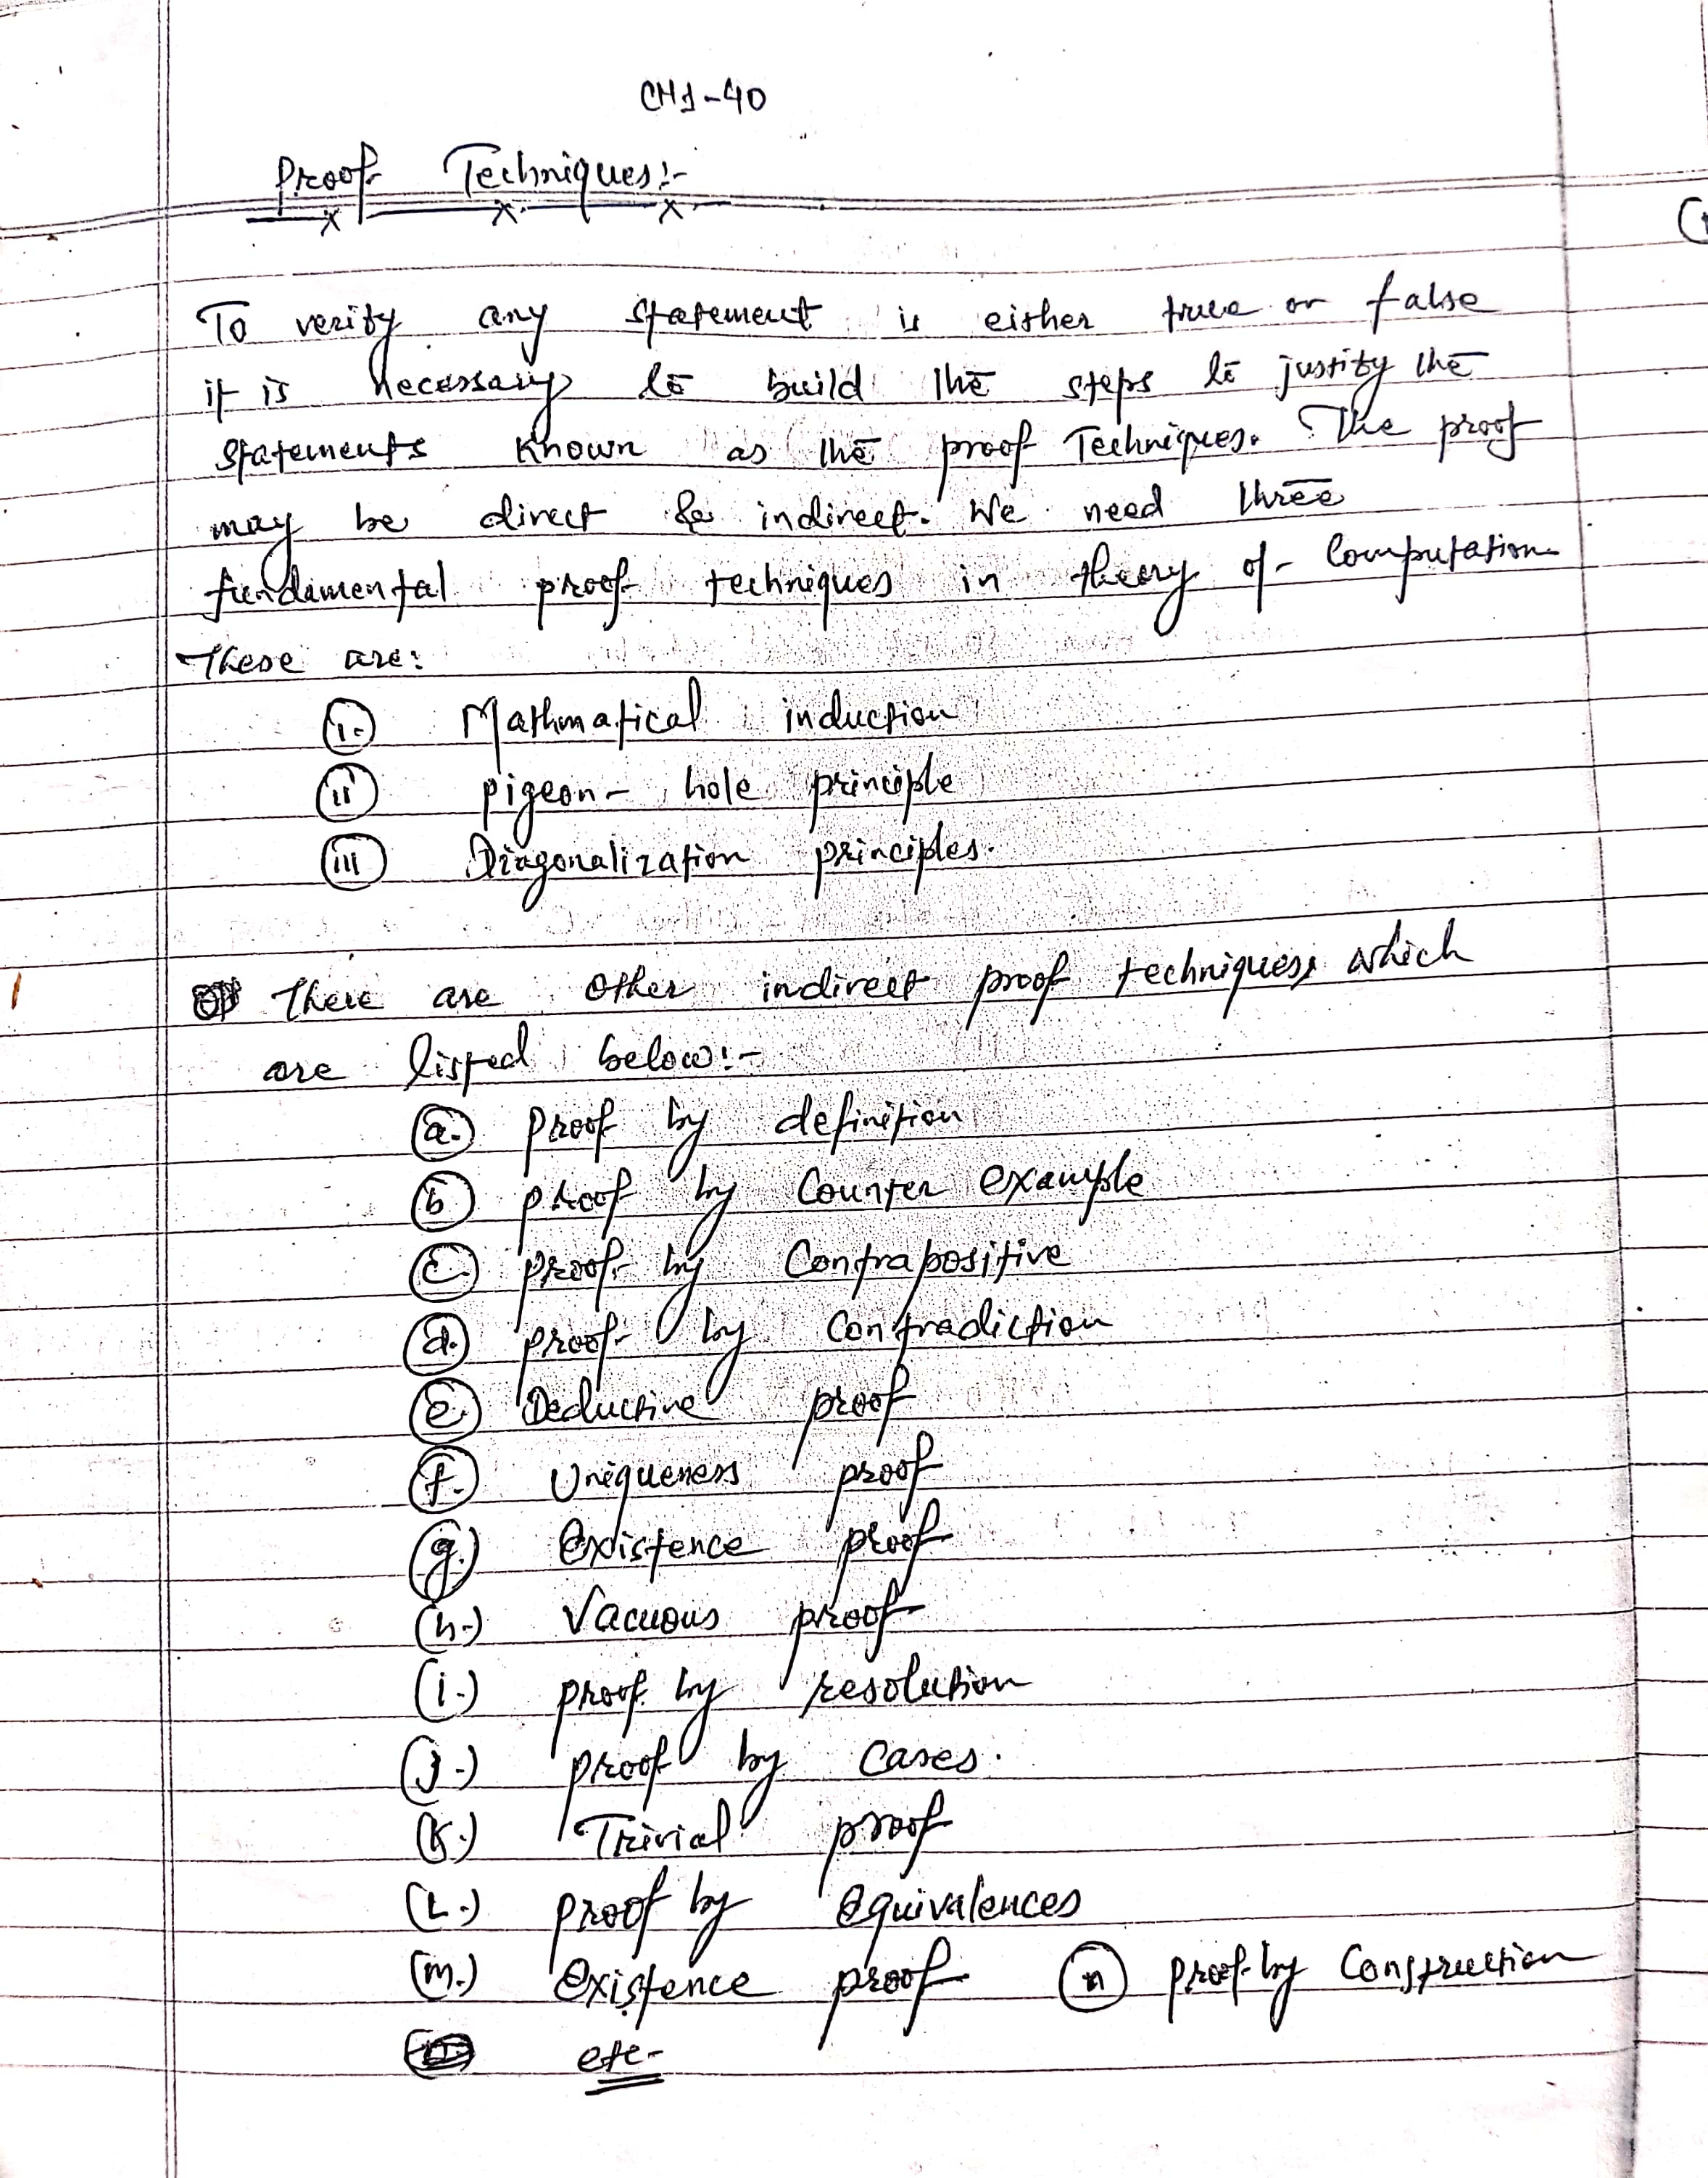 CH1-40
Proof Techniques:-
To verify any statement is either true or false
it is necessary to build the steps to justify the
statements known as the proof Techniques. The proof
may be direct & indirect. We need three
fundamental proof techniques in theory of computation
These are:
(i.) Mathmatical induction
(ii) pigeon- hole principle
(iii) Diagonalization principles.
There are other indirect proof techniques which
are listed below:-
(a.) proof by definition
(b) proof by Counter example
(c.) proof by Contrapositive
(d.) proof by Contradiction
(e.) Deductive proof
(f.) Uniqueness proof
(g.) Existence proof
(h.) Vacuous proof
(i.) proof by resolution
(j.) proof by cases.
(k.) Trivial proof
(L.) proof by equivalences
(m.) existence proof (n) proof by Construction
etc-